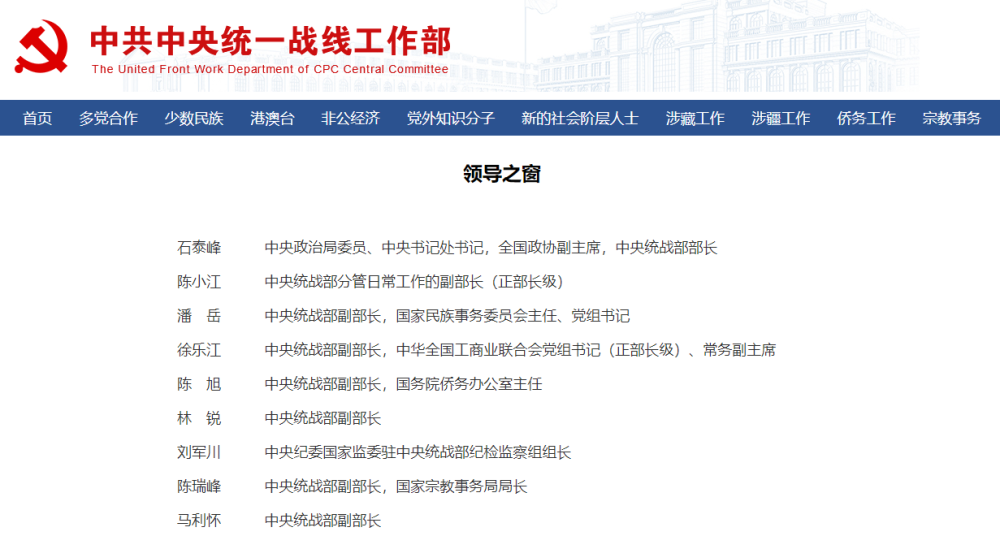 中共中央统一战线工作部
The United Front Work Department of CPC Central Committee
首页 多党合作 少数民族 港澳台 非公经济 党外知识分子 新的社会阶层人士 涉藏工作 涉疆工作 侨务工作 宗教事务
领导之窗
石泰峰 中央政治局委员、中央书记处书记，全国政协副主席，中央统战部部长
陈小江 中央统战部分管日常工作的副部长（正部长级）
潘 岳 中央统战部副部长，国家民族事务委员会主任、党组书记
徐乐江 中央统战部副部长，中华全国工商业联合会党组书记（正部长级）、常务副主席
陈 旭 中央统战部副部长，国务院侨务办公室主任
林 锐 中央统战部副部长
刘军川 中央纪委国家监委驻中央统战部纪检监察组组长
陈瑞峰 中央统战部副部长，国家宗教事务局局长
马利怀 中央统战部副部长